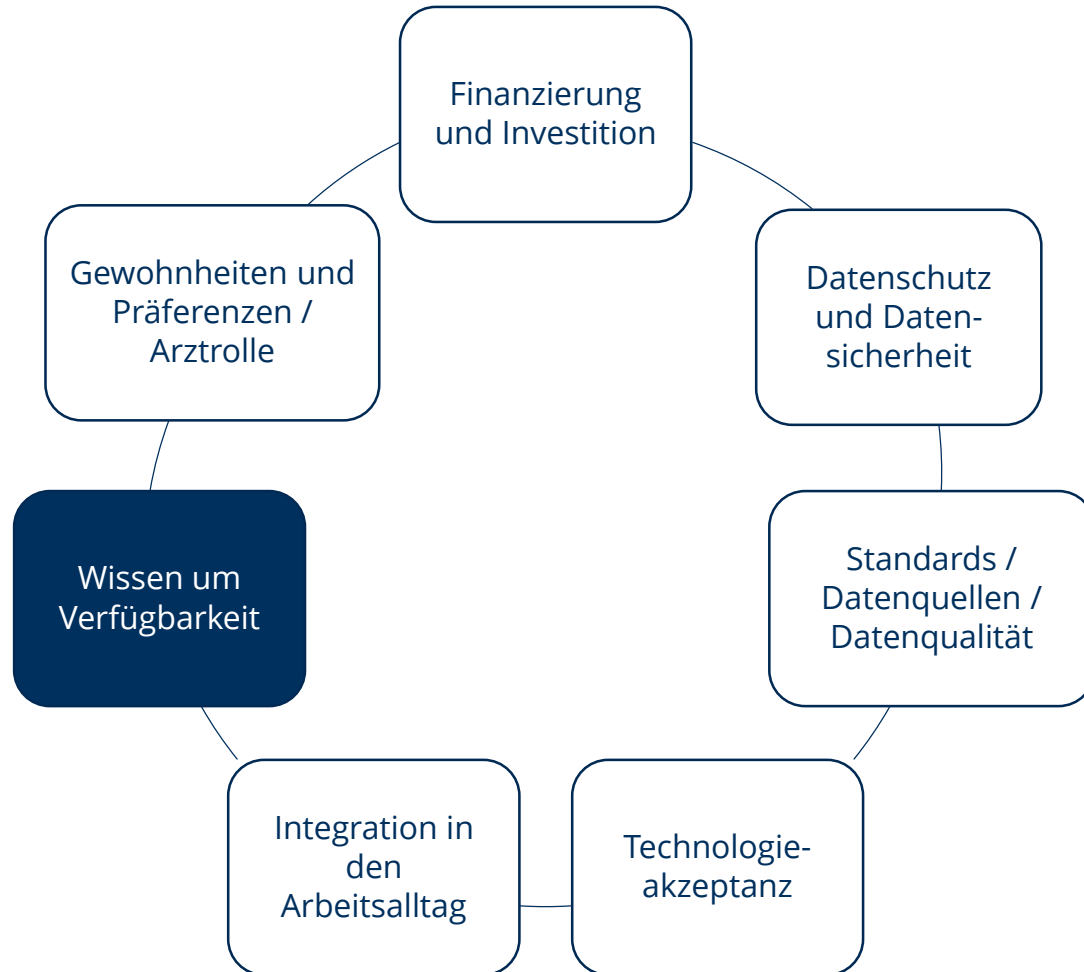 Finanzierung
und Investition
Datenschutz
und Daten-
sicherheit
Standards /
Datenquellen /
Datenqualität
Technologie-
akzeptanz
Integration in
den
Arbeitsalltag
Wissen um
Verfügbarkeit
Gewohnheiten und
Präferenzen /
Arztrolle